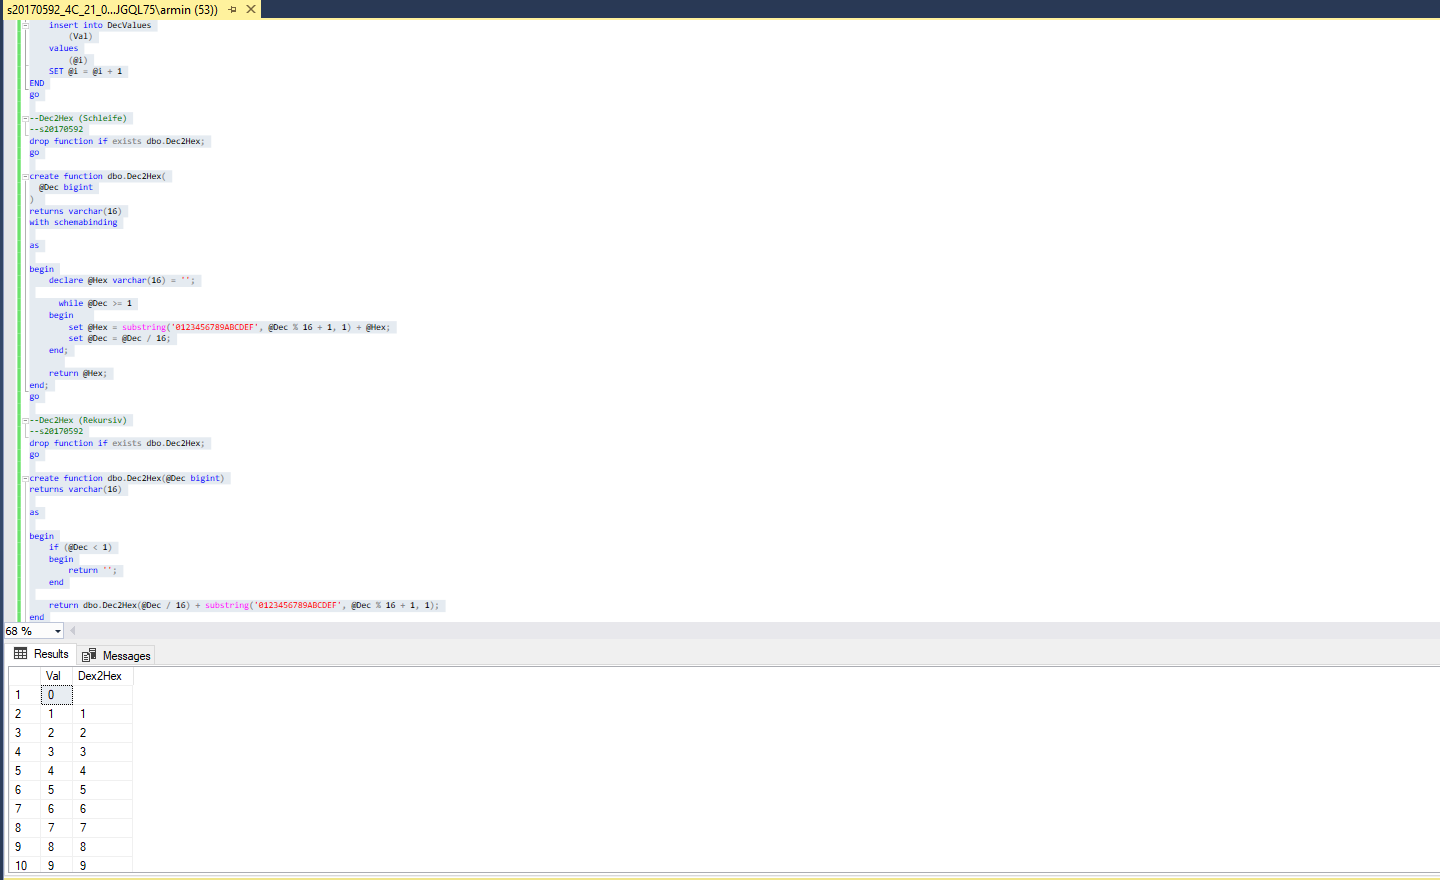 s20170592_4C_21_0...JGQL75\armin (53))
insert into DecValues
(Val)
values
(@i)
SET @i = @i + 1
END
go
--Dec2Hex (Schleife)
--s20170592
drop function if exists dbo.Dec2Hex;
go
create function dbo.Dec2Hex(
@Dec bigint
)
returns varchar(16)
with schemabinding
as
begin
declare @Hex varchar(16) = '';
while @Dec >= 1
begin
set @Hex = substring('0123456789ABCDEF', @Dec % 16 + 1, 1) + @Hex;
set @Dec = @Dec / 16;
end;
return @Hex;
end;
go
--Dec2Hex (Rekursiv)
--s20170592
drop function if exists dbo.Dec2Hex;
go
create function dbo.Dec2Hex(@Dec bigint)
returns varchar(16)
as
begin
if (@Dec < 1)
begin
return '';
end
return dbo.Dec2Hex(@Dec / 16) + substring('0123456789ABCDEF', @Dec % 16 + 1, 1);
end
68 %
Results Messages
Val Dex2Hex
1 0
2 1 1
3 2 2
4 3 3
5 4 4
6 5 5
7 6 6
8 7 7
9 8 8
10 9 9